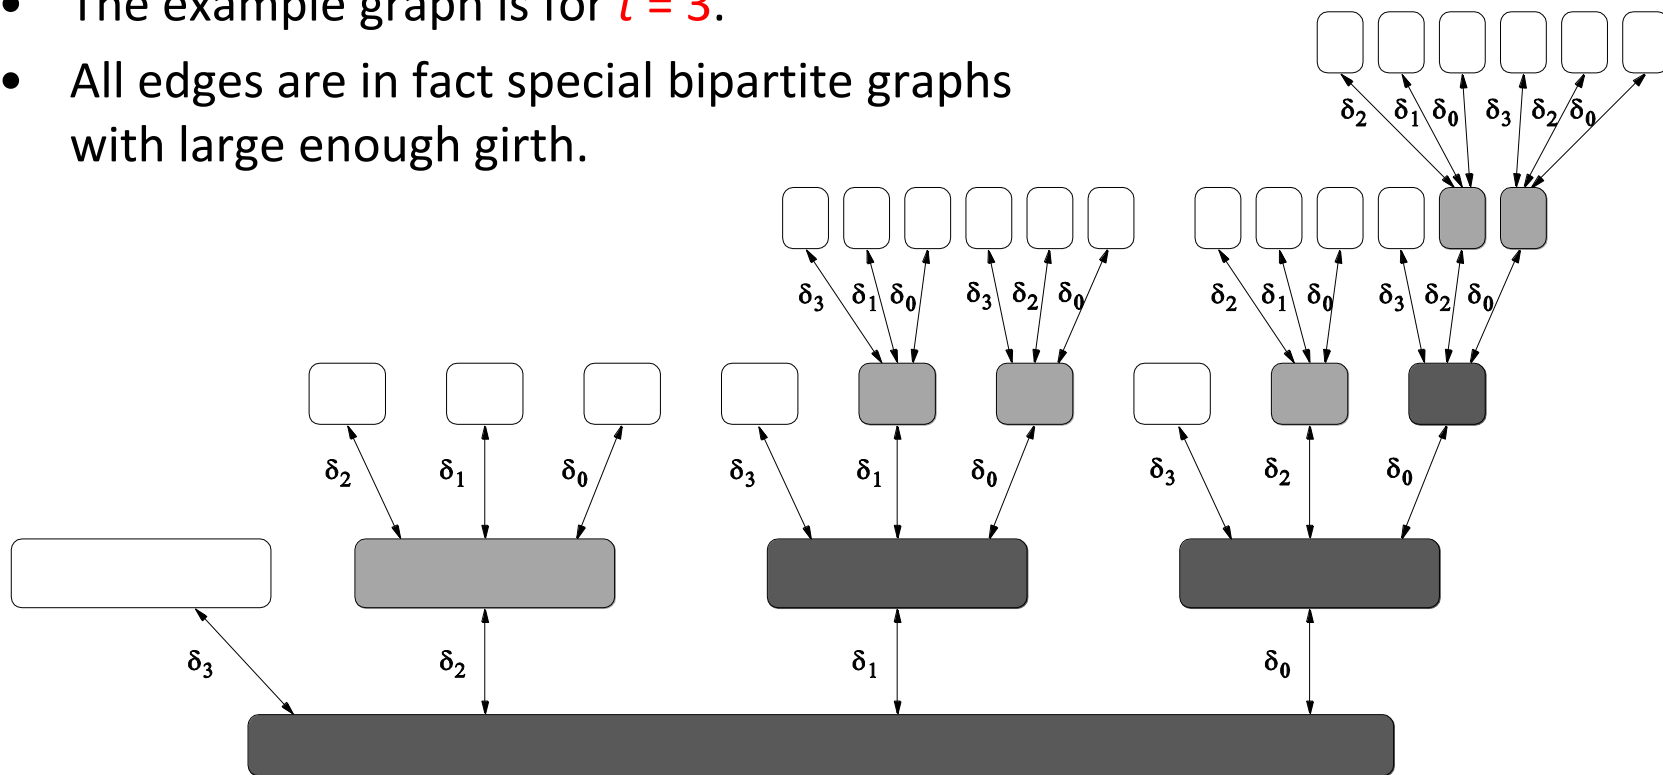 • The example graph is for t = 3.
• All edges are in fact special bipartite graphs
with large enough girth.
δ2 δ1 δ0 δ3 δ2 δ0
δ3 δ1 δ0 δ3 δ2 δ0 δ2 δ1 δ0 δ3 δ2 δ0
δ2 δ1 δ0 δ3 δ1 δ0 δ3 δ2 δ0
δ3 δ2 δ1 δ0